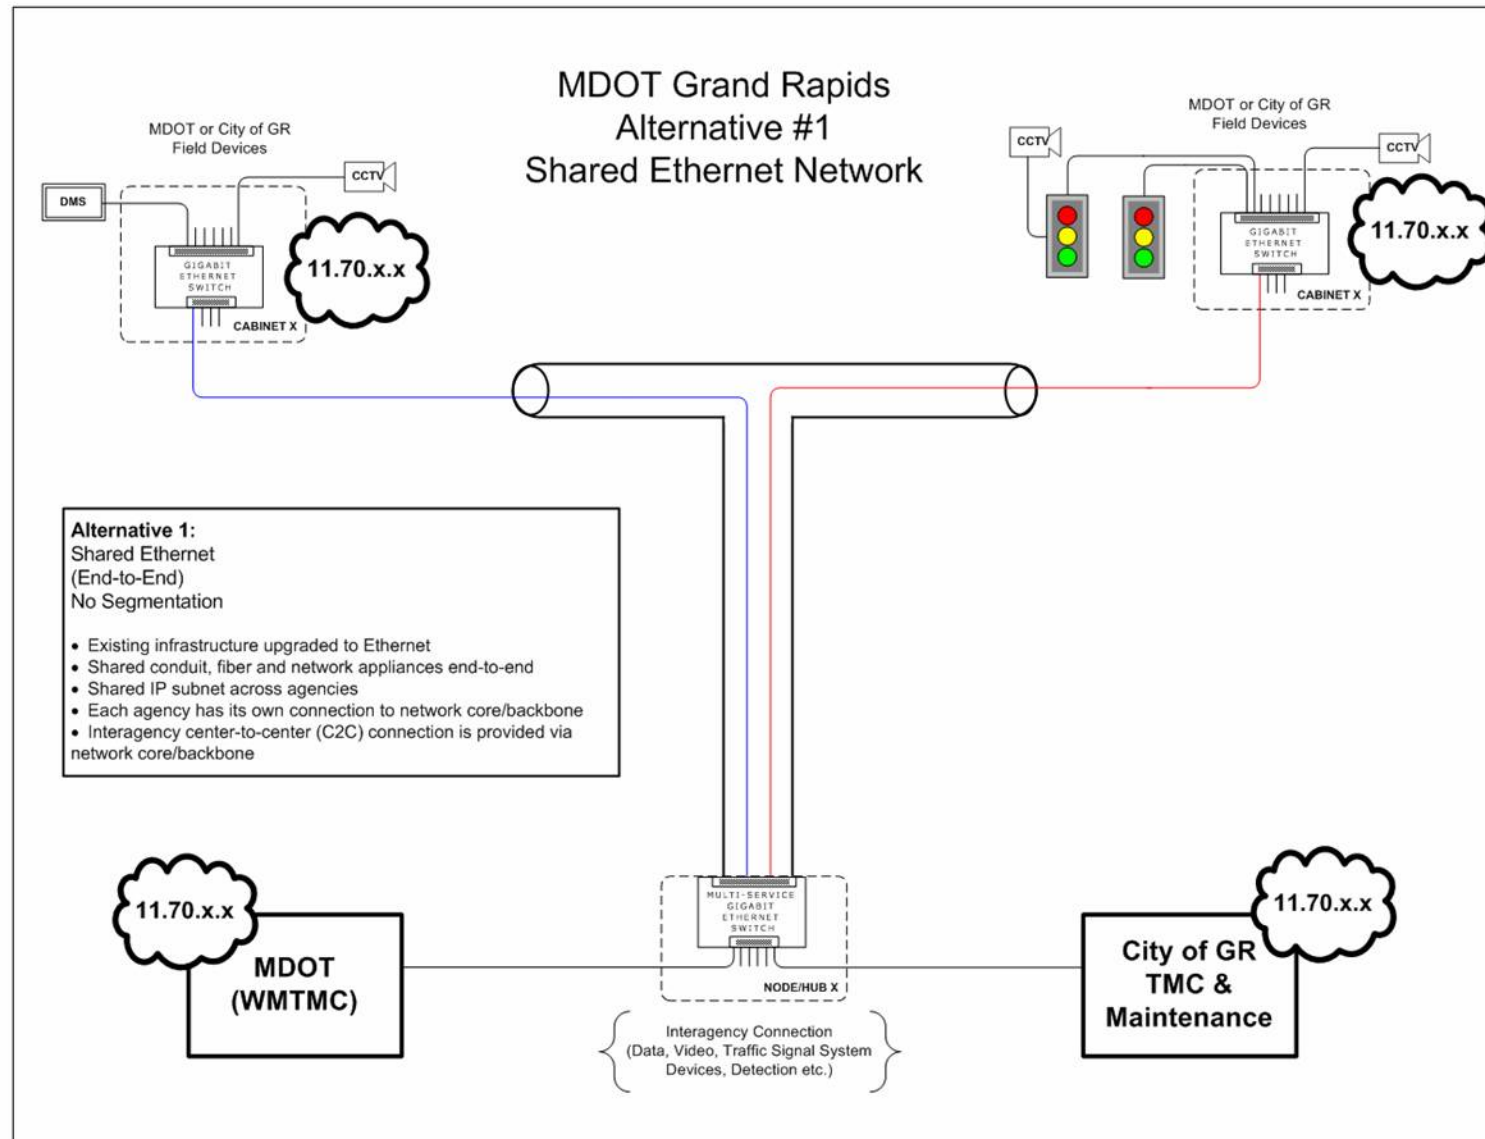 MDOT Grand Rapids
Alternative #1
Shared Ethernet Network
MDOT or City of GR
Field Devices
DMS
CCTV
GIGABIT
ETHERNET
SWITCH
CABINET X
11.70.x.x
MDOT or City of GR
Field Devices
CCTV
CCTV
GIGABIT
ETHERNET
SWITCH
CABINET X
11.70.x.x
Alternative 1:
Shared Ethernet
(End-to-End)
No Segmentation
• Existing infrastructure upgraded to Ethernet
• Shared conduit, fiber and network appliances end-to-end
• Shared IP subnet across agencies
• Each agency has its own connection to network core/backbone
• Interagency center-to-center (C2C) connection is provided via
network core/backbone
11.70.x.x
MDOT
(WMTMC)
MULTI-SERVICE
GIGABIT
ETHERNET
SWITCH
NODE/HUB X
Interagency Connection
(Data, Video, Traffic Signal System
Devices, Detection etc.)
11.70.x.x
City of GR
TMC &
Maintenance